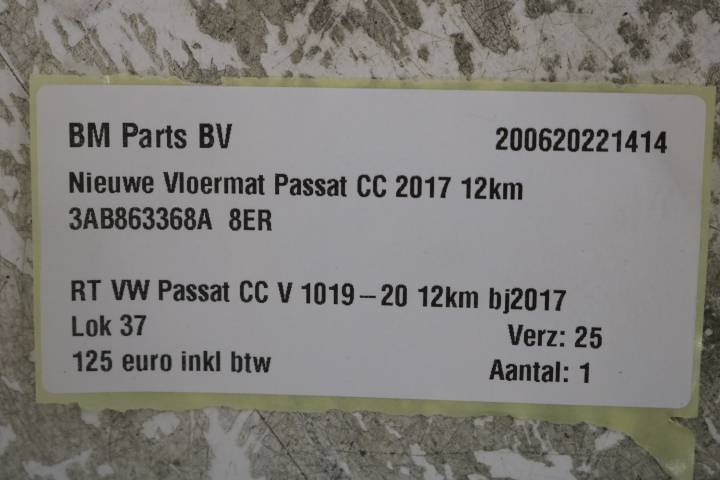 BM Parts BV 200620221414
Nieuwe Vloermat Passat CC 2017 12km
3AB863368A 8ER
RT VW Passat CC V 1019-20 12km bj2017
Lok 37 Verz: 25
125 euro inkl btw Aantal: 1